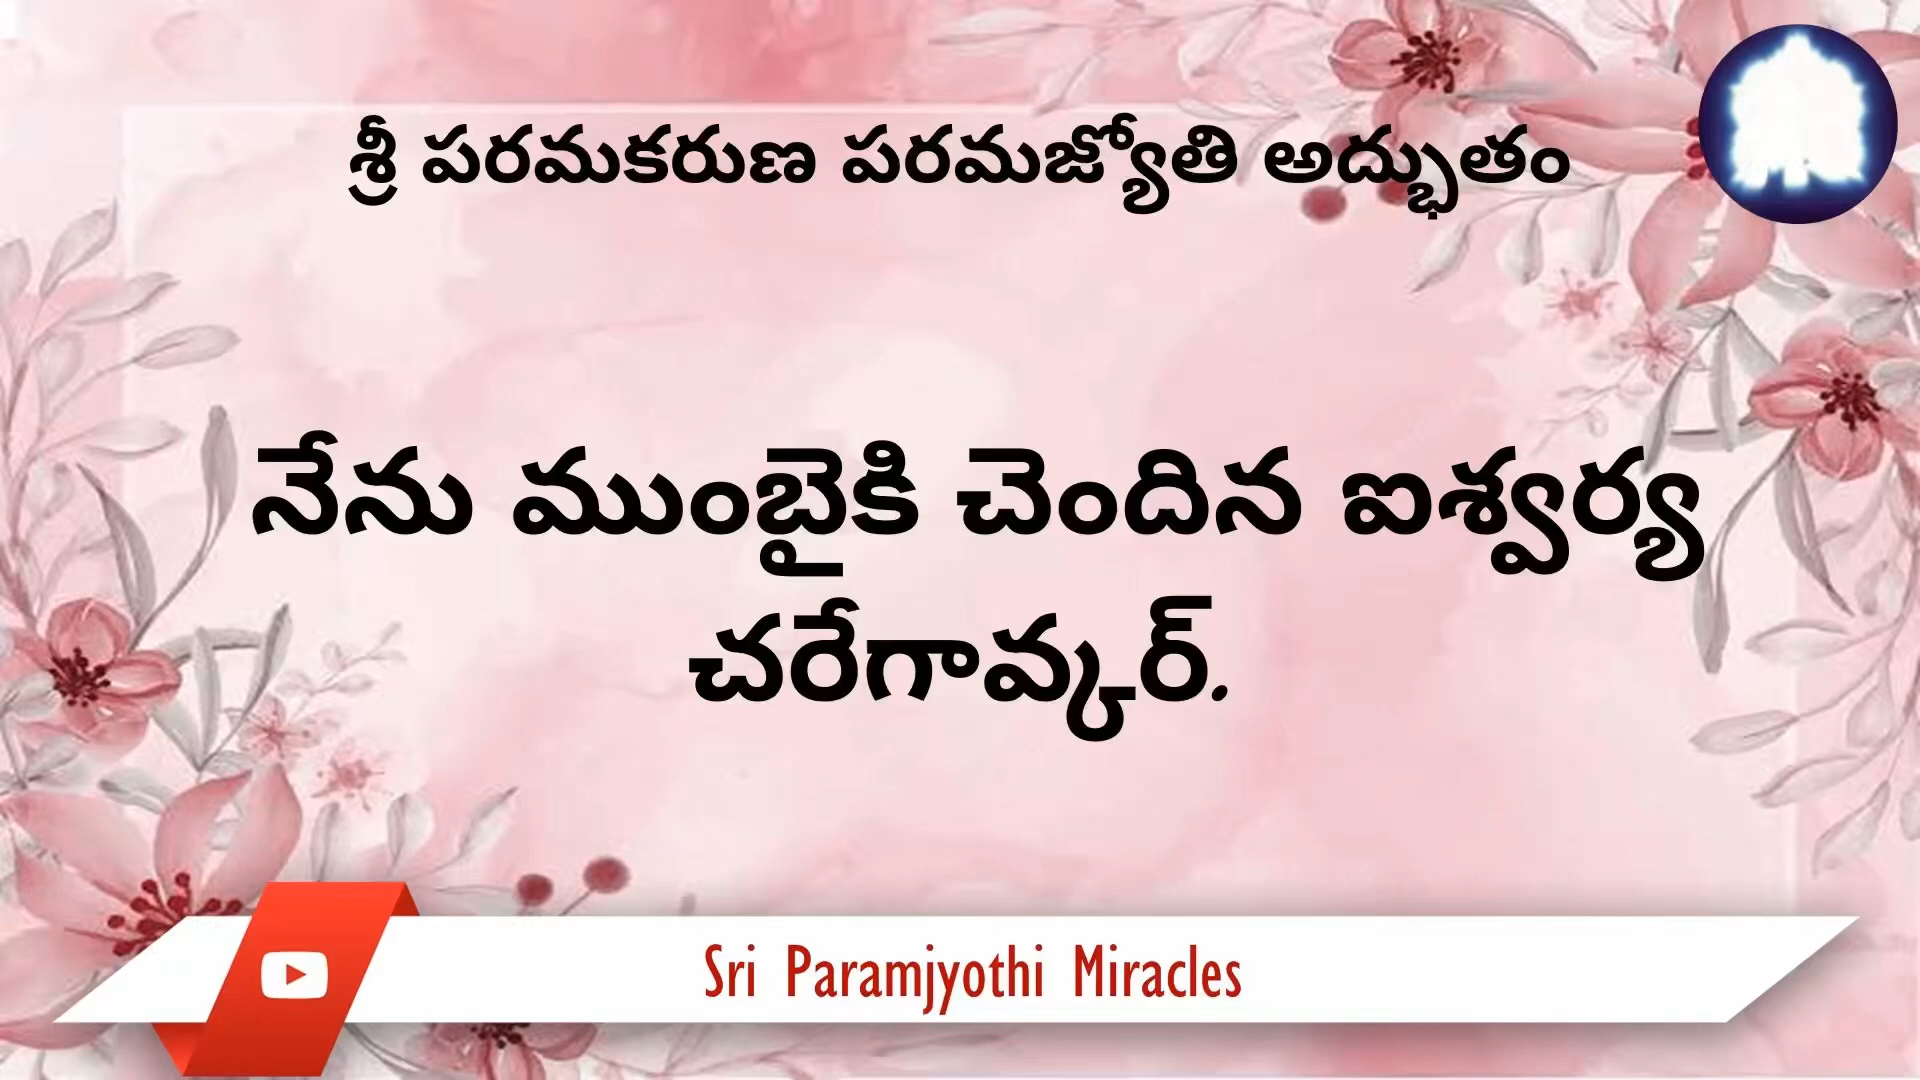 శ్రీ పరమకరుణ పరమజ్యోతి అద్భుతం
నేను ముంబైకి చెందిన ఐశ్వర్య
చరేగావ్కర్.
Sri Paramjyothi Miracles